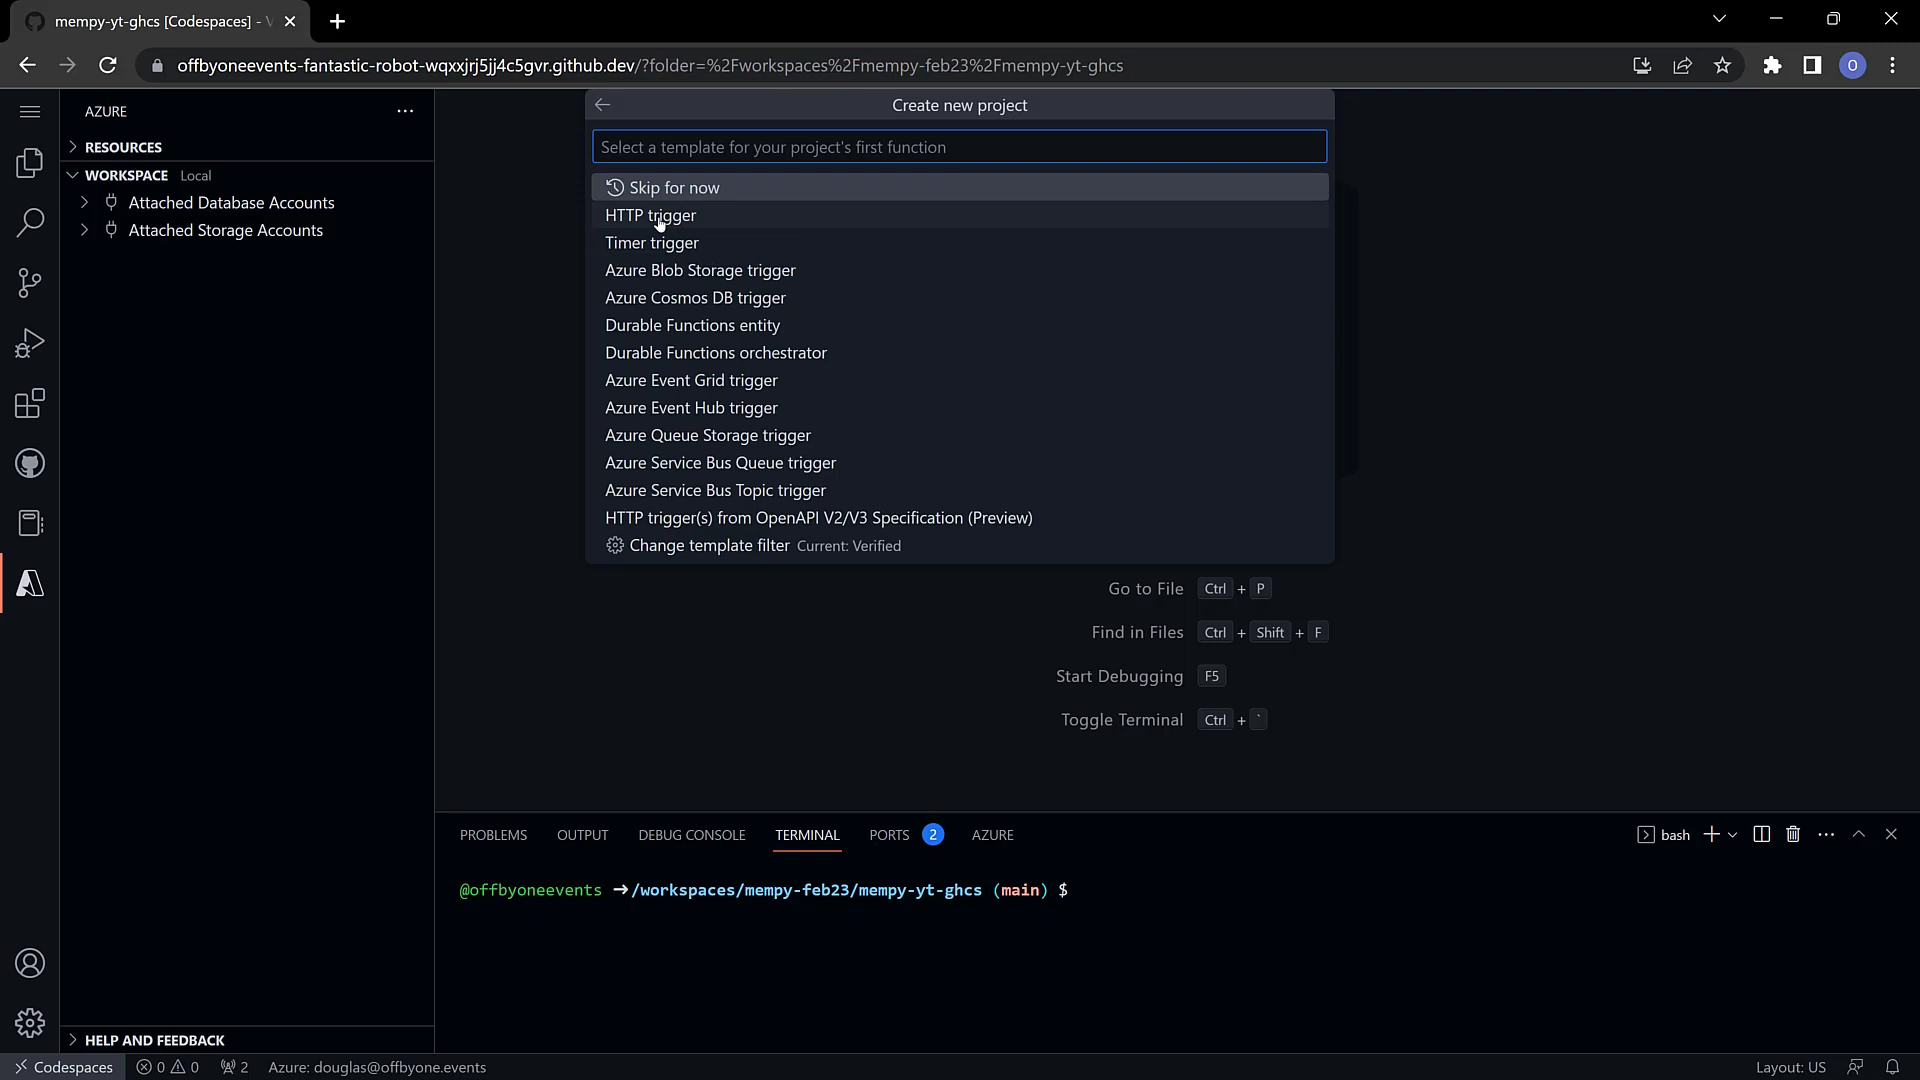 mempy-yt-ghcs [Codespaces] - V
offbyoneevents-fantastic-robot-wqxxjrj5jj4c5gvr.github.dev/?folder=%2Fworkspaces%2Fmempy-feb23%2Fmempy-yt-ghcs
O
AZURE
RESOURCES
WORKSPACE Local
Attached Database Accounts
Attached Storage Accounts
Create new project
Select a template for your project's first function
Skip for now
HTTP trigger
Timer trigger
Azure Blob Storage trigger
Azure Cosmos DB trigger
Durable Functions entity
Durable Functions orchestrator
Azure Event Grid trigger
Azure Event Hub trigger
Azure Queue Storage trigger
Azure Service Bus Queue trigger
Azure Service Bus Topic trigger
HTTP trigger(s) from OpenAPI V2/V3 Specification (Preview)
Change template filter Current: Verified
Go to File Ctrl + P
Find in Files Ctrl + Shift + F
Start Debugging F5
Toggle Terminal Ctrl + `
PROBLEMS OUTPUT DEBUG CONSOLE TERMINAL PORTS 2 AZURE
bash
@offbyoneevents ➜/workspaces/mempy-feb23/mempy-yt-ghcs (main) $
HELP AND FEEDBACK
Codespaces 0 0 2 Azure: douglas@offbyone.events
Layout: US